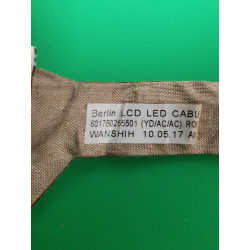 Berlin LCD LED CABL
6017B0265501 (YD/AC/AC) RO
WANSHIH 10.05.17 A